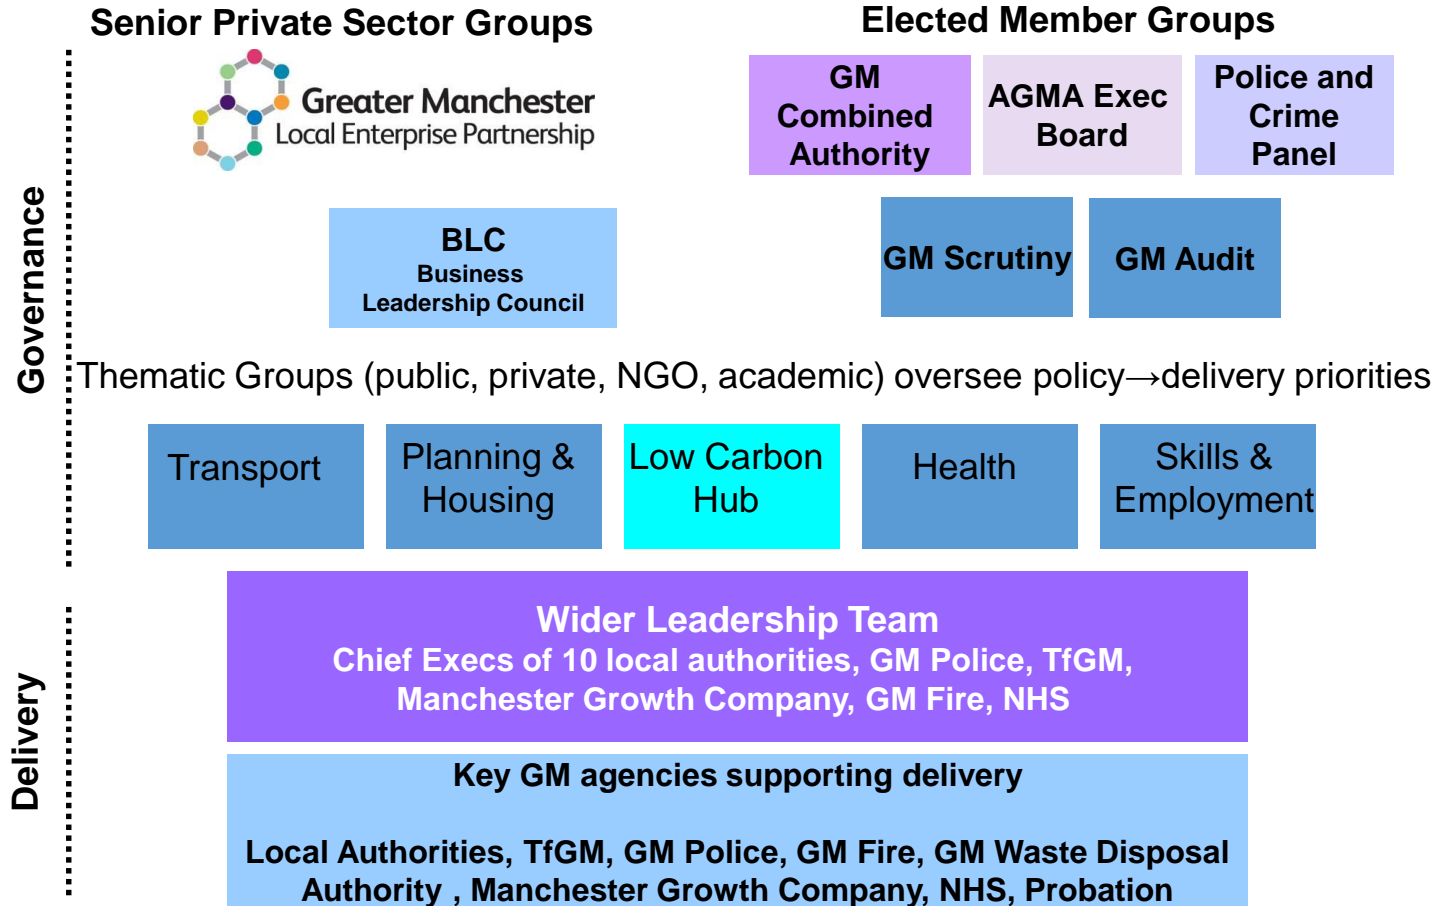 Senior Private Sector Groups
Elected Member Groups
Greater Manchester
Local Enterprise Partnership
GM
Combined
Authority
AGMA Exec
Board
Police and
Crime
Panel
Governance
BLC
Business
Leadership Council
GM Scrutiny
GM Audit
Thematic Groups (public, private, NGO, academic) oversee policy→delivery priorities
Transport
Planning &
Housing
Low Carbon
Hub
Health
Skills &
Employment
Delivery
Wider Leadership Team
Chief Execs of 10 local authorities, GM Police, TfGM,
Manchester Growth Company, GM Fire, NHS
Key GM agencies supporting delivery
Local Authorities, TfGM, GM Police, GM Fire, GM Waste Disposal
Authority , Manchester Growth Company, NHS, Probation